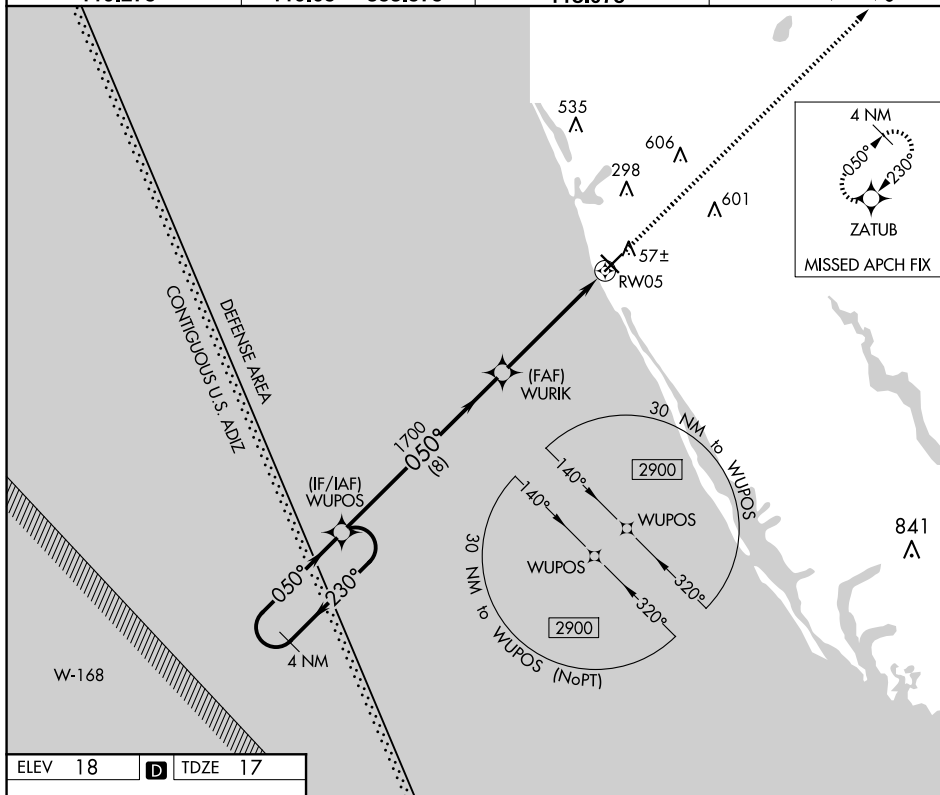 535
606
298
601
57±
RW05
4 NM
050°
230°
ZATUB
MISSED APCH FIX
DEFENSE AREA
CONTIGUOUS U.S. ADIZ
(FAF)
WURIK
1700
050°
(8)
(IF/IAF)
WUPOS
050°
230°
4 NM
30 NM to WUPOS
2900
140°
WUPOS
320°
140°
WUPOS
320°
2900
30 NM to WUPOS (NoPT)
841
W-168
ELEV 18 D TDZE 17